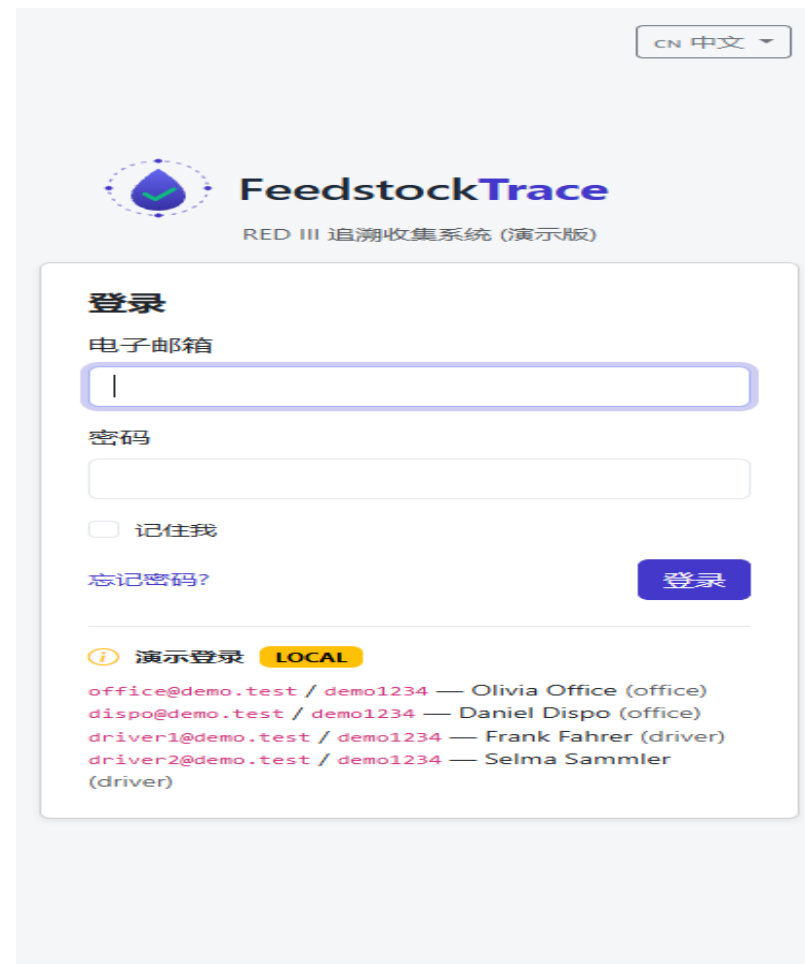 CN 中文
FeedstockTrace
RED III 追溯收集系统 (演示版)
登录
电子邮箱
密码
记住我
忘记密码?
登录
演示登录 LOCAL
office@demo.test / demo1234 — Olivia Office (office)
dispo@demo.test / demo1234 — Daniel Dispo (office)
driver1@demo.test / demo1234 — Frank Fahrer (driver)
driver2@demo.test / demo1234 — Selma Sammler
(driver)